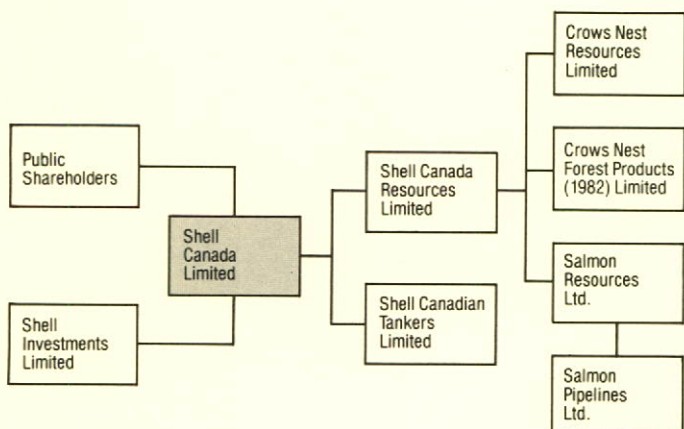 Public
Shareholders
Shell
Investments
Limited
Shell
Canada
Limited
Shell Canada
Resources
Limited
Shell Canadian
Tankers
Limited
Crows Nest
Resources
Limited
Crows Nest
Forest Products
(1982) Limited
Salmon
Resources
Ltd.
Salmon
Pipelines
Ltd.